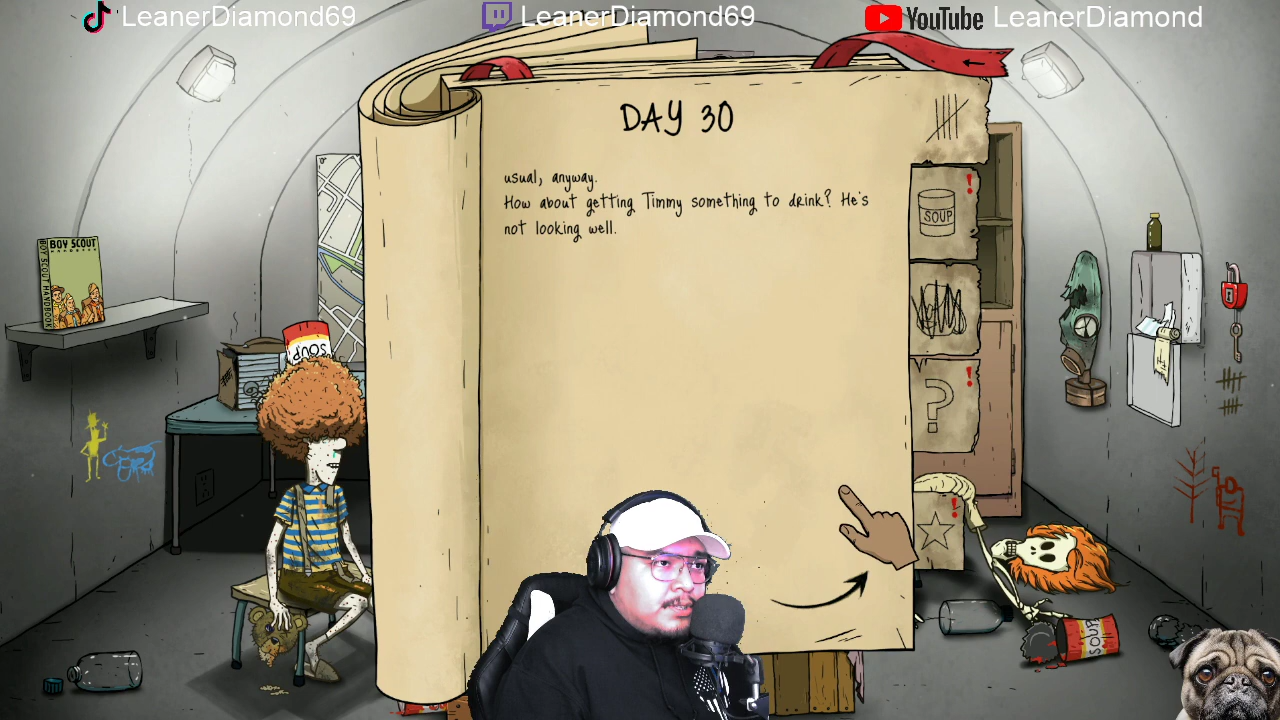 LeanerDiamond69
LeanerDiamond69
YouTube LeanerDiamond
DAY 30
usual, anyway.
How about getting Timmy something to drink? He's
not looking well.
SOUP
BOY SCOUT
BOY SCOUT HANDBOOK
SOUP
SOUP